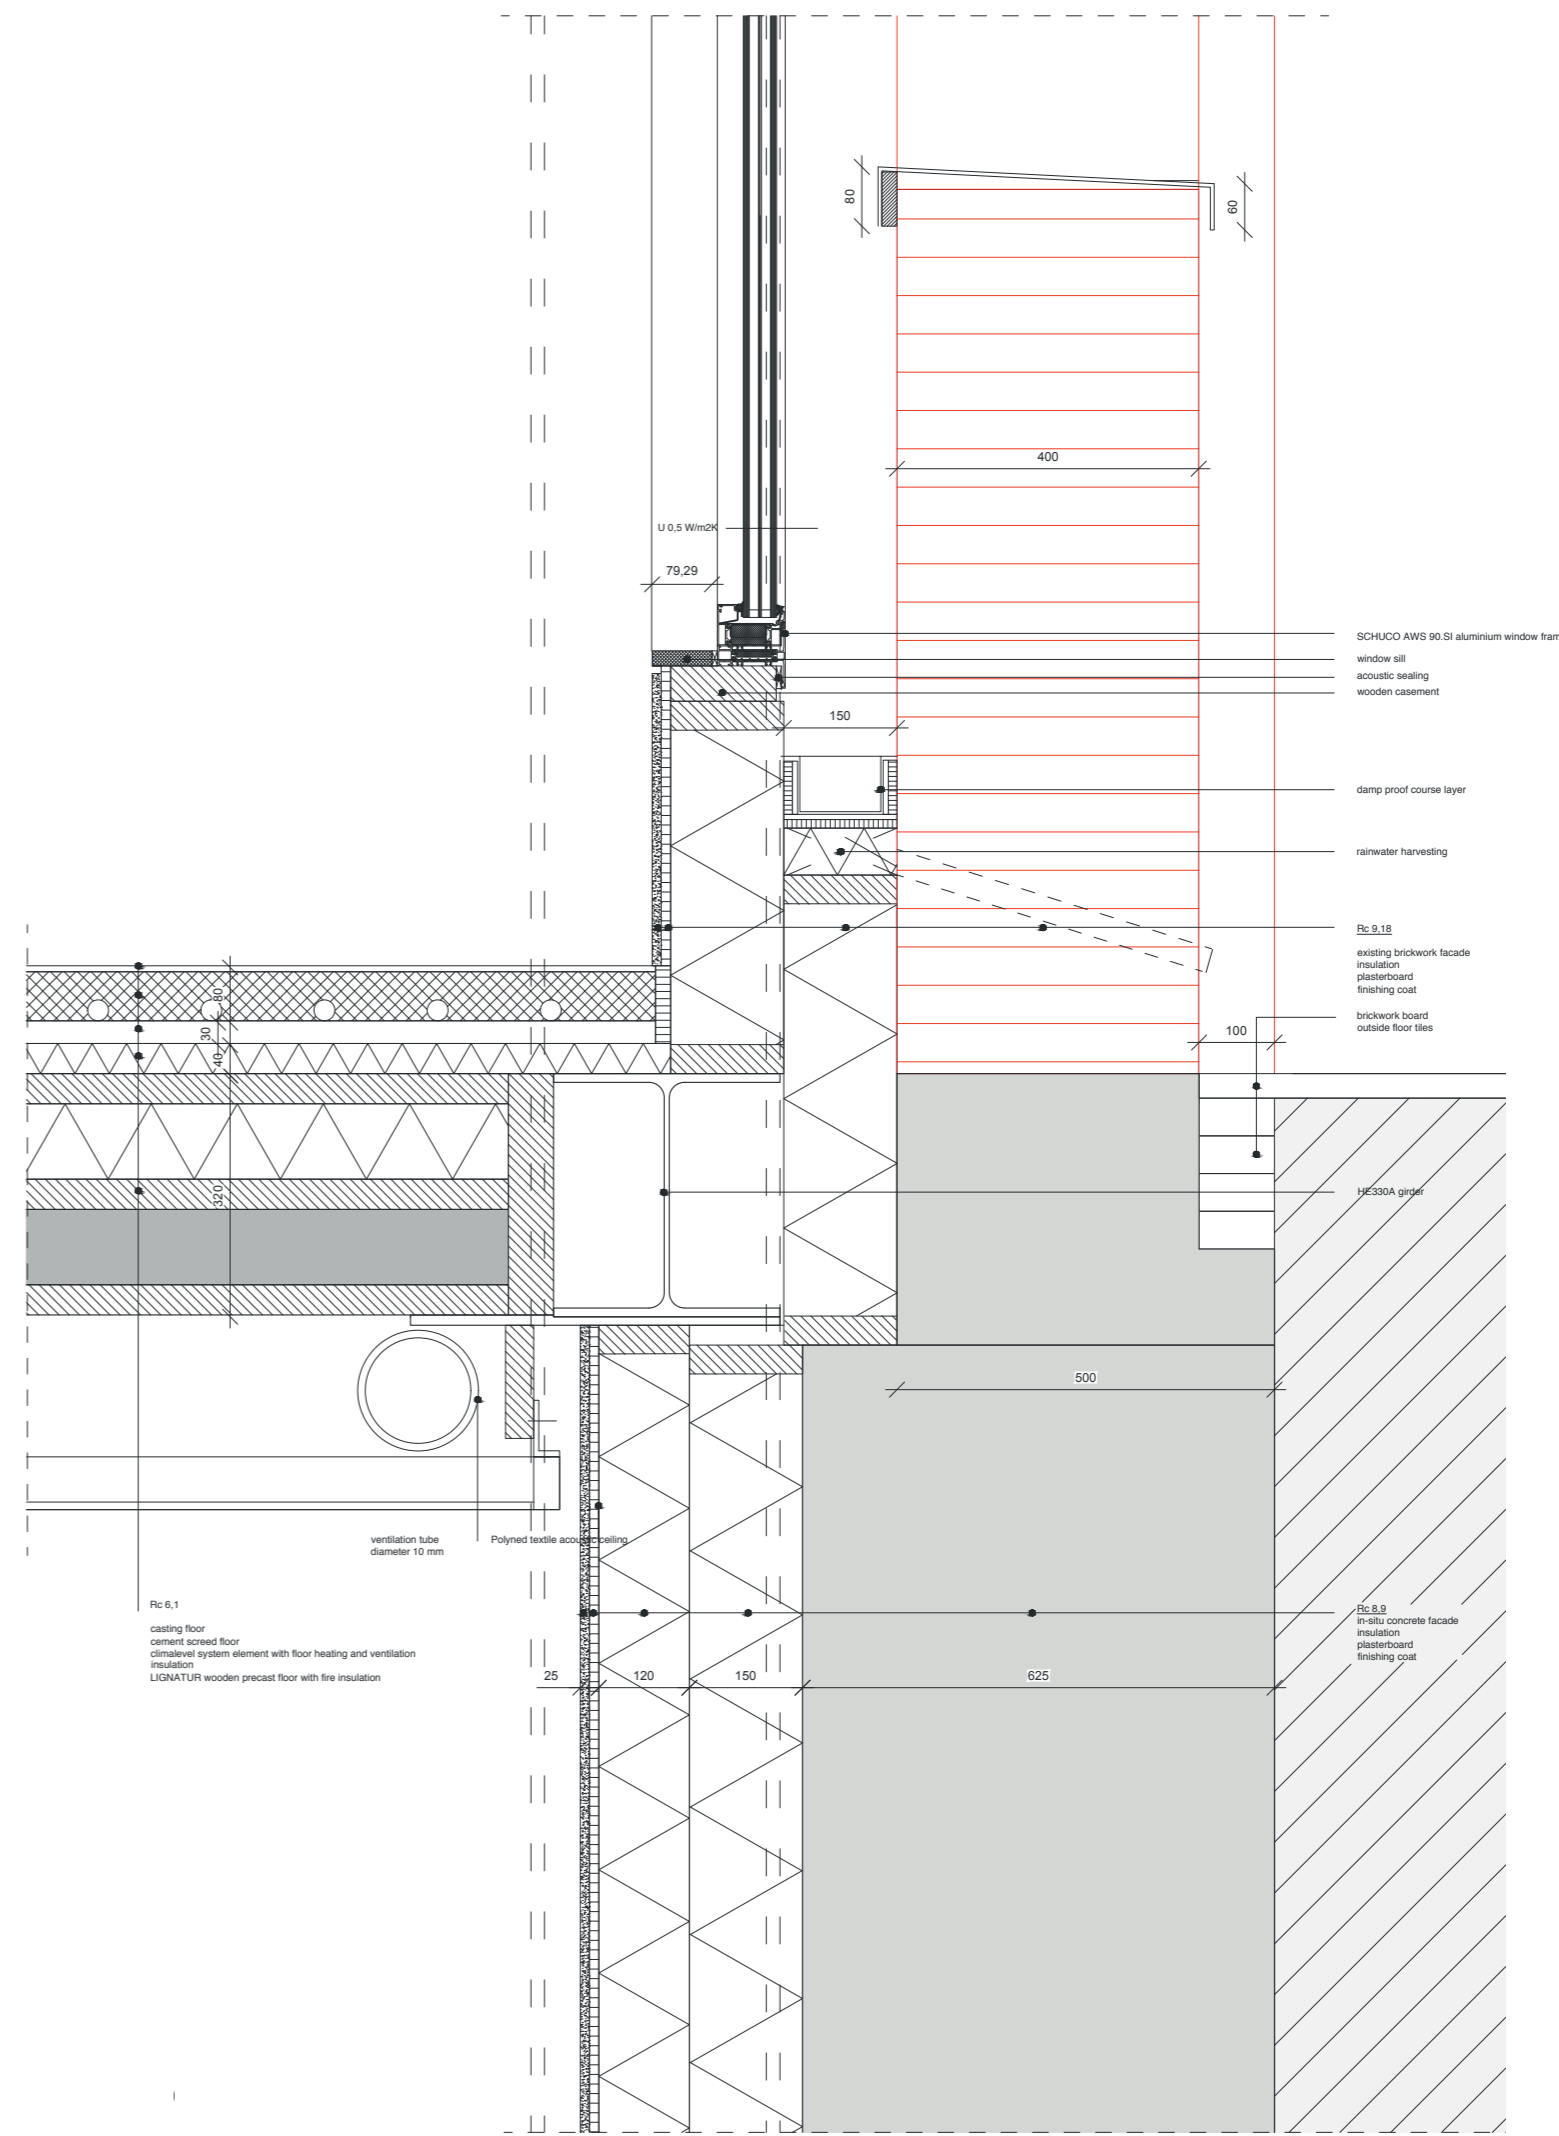 80
60
400
U 0,5 W/m2K
79,29
SCHUCO AWS 90.SI aluminium window fram
window sill
acoustic sealing
wooden casement
150
damp proof course layer
rainwater harvesting
Rc 9,18
existing brickwork facade
insulation
plasterboard
finishing coat
brickwork board
outside floor tiles
100
80
30
40
320
HE330A girder
500
ventilation tube
diameter 10 mm
Polyned textile acoustic ceiling
Rc 6,1
casting floor
cement screed floor
climalevel system element with floor heating and ventilation
insulation
LIGNATUR wooden precast floor with fire insulation
Rc 8,9
in-situ concrete facade
insulation
plasterboard
finishing coat
25
120
150
625